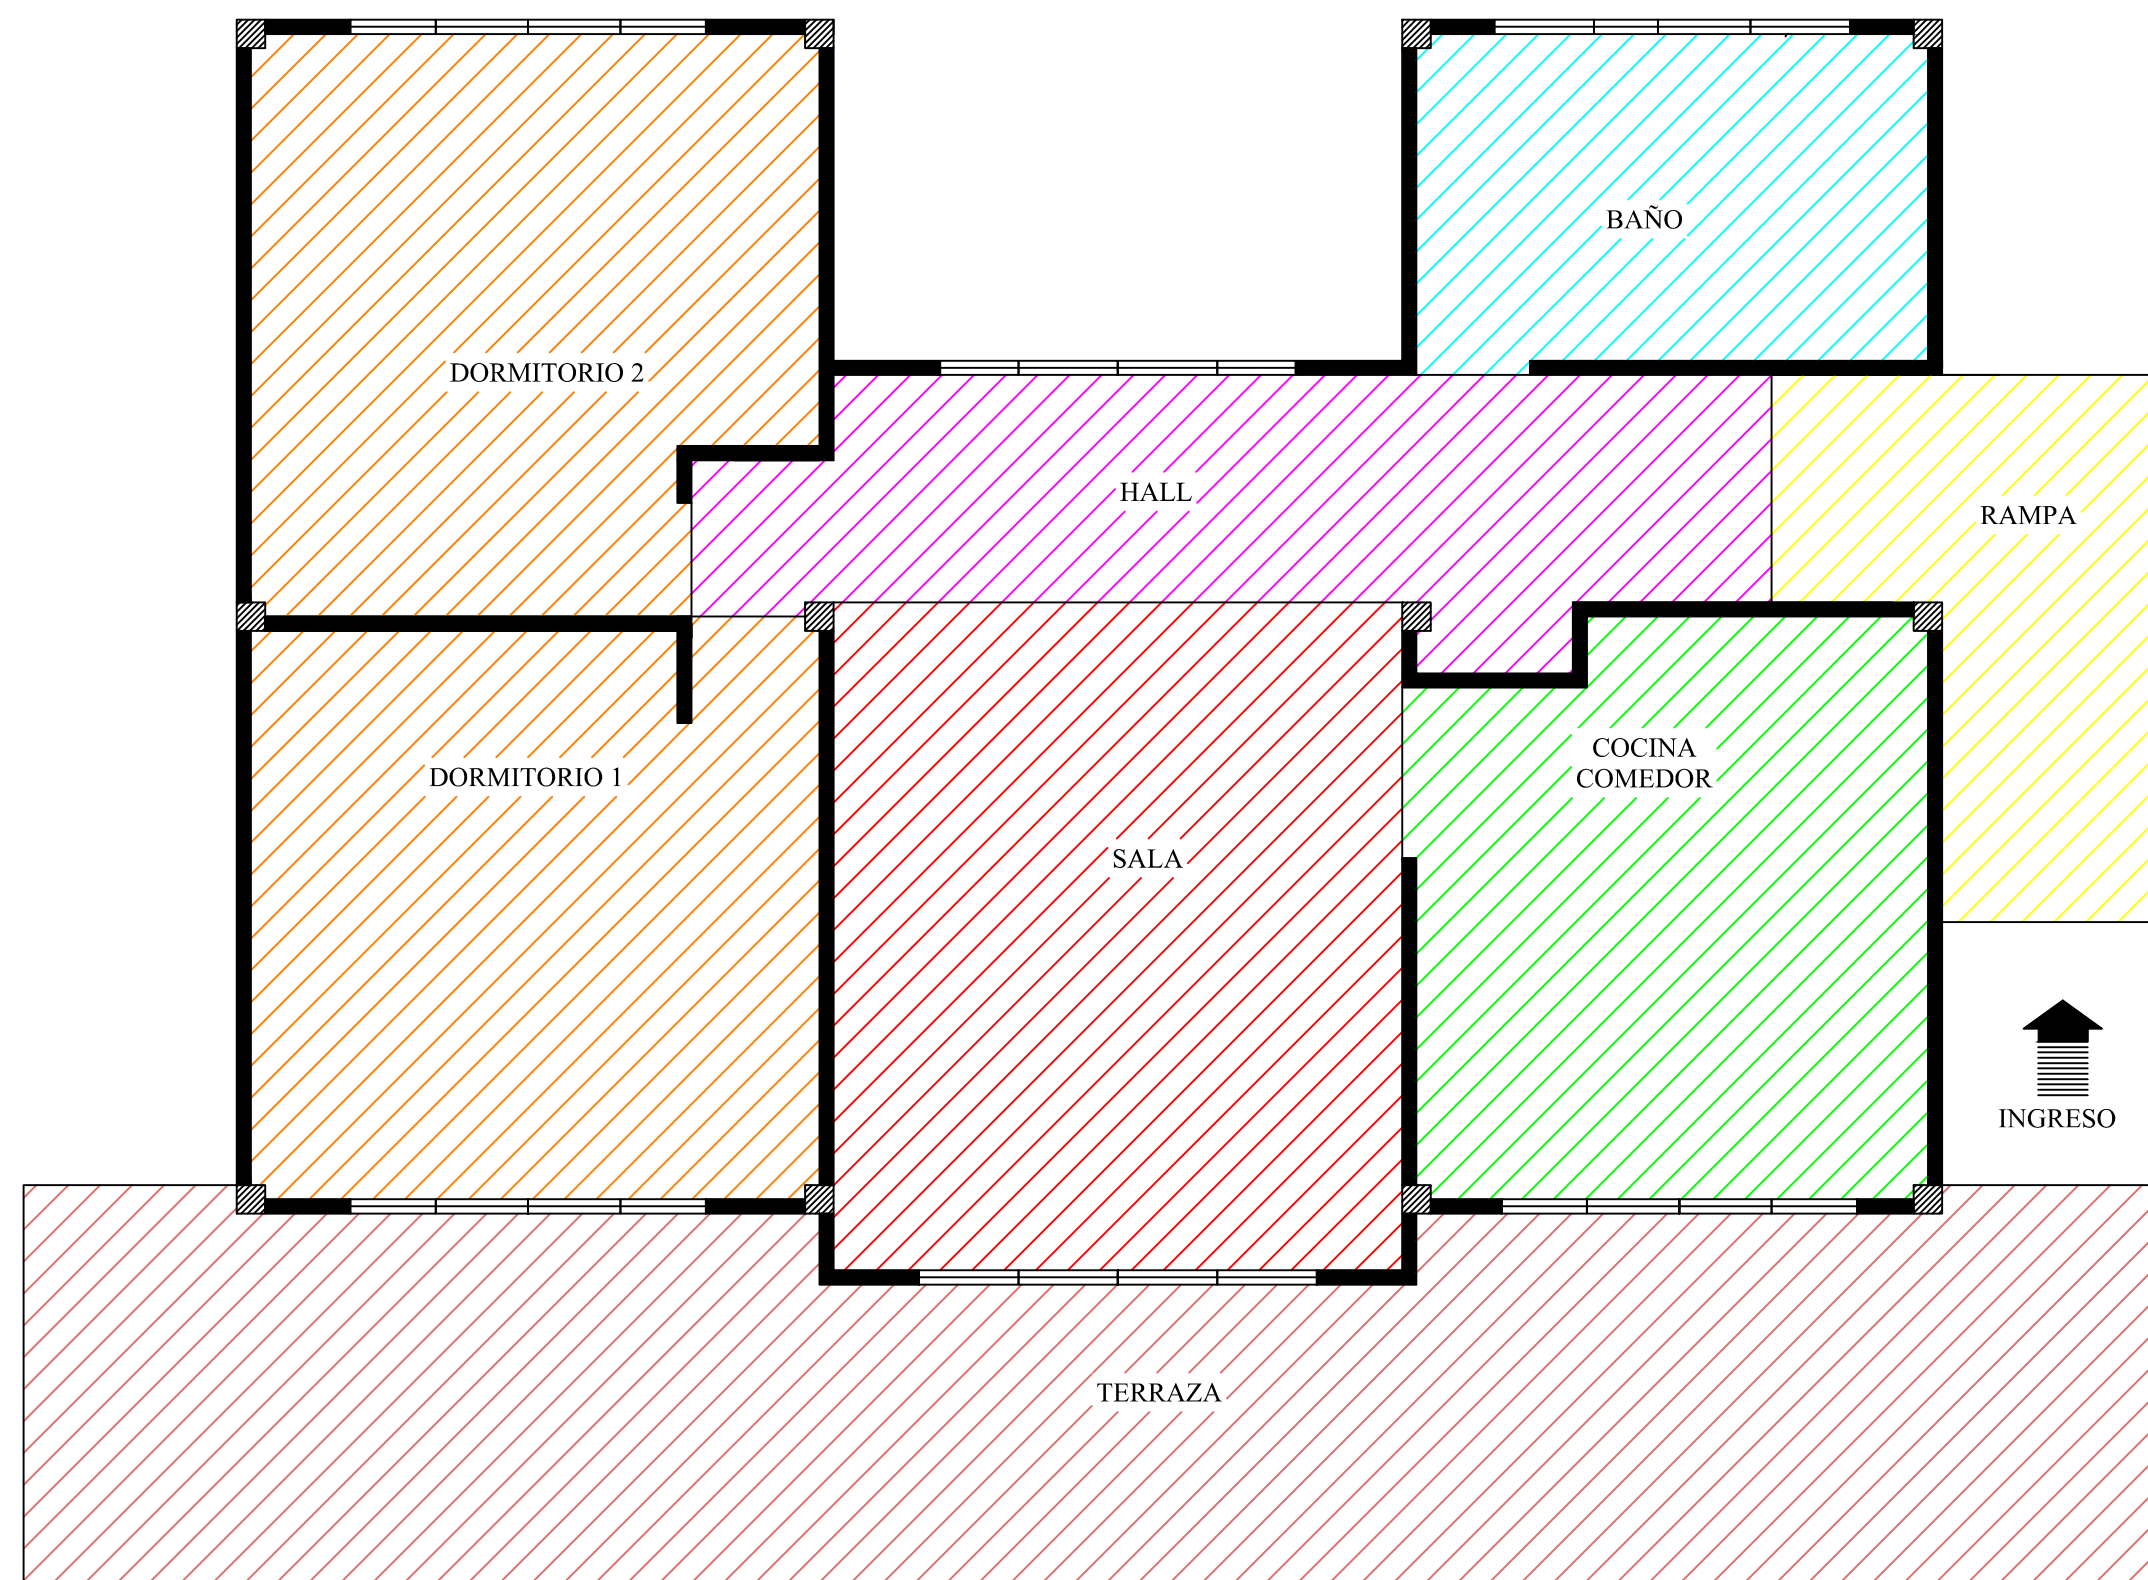 BAÑO
DORMITORIO 2
HALL
RAMPA
DORMITORIO 1
COCINA
COMEDOR
SALA
INGRESO
TERRAZA